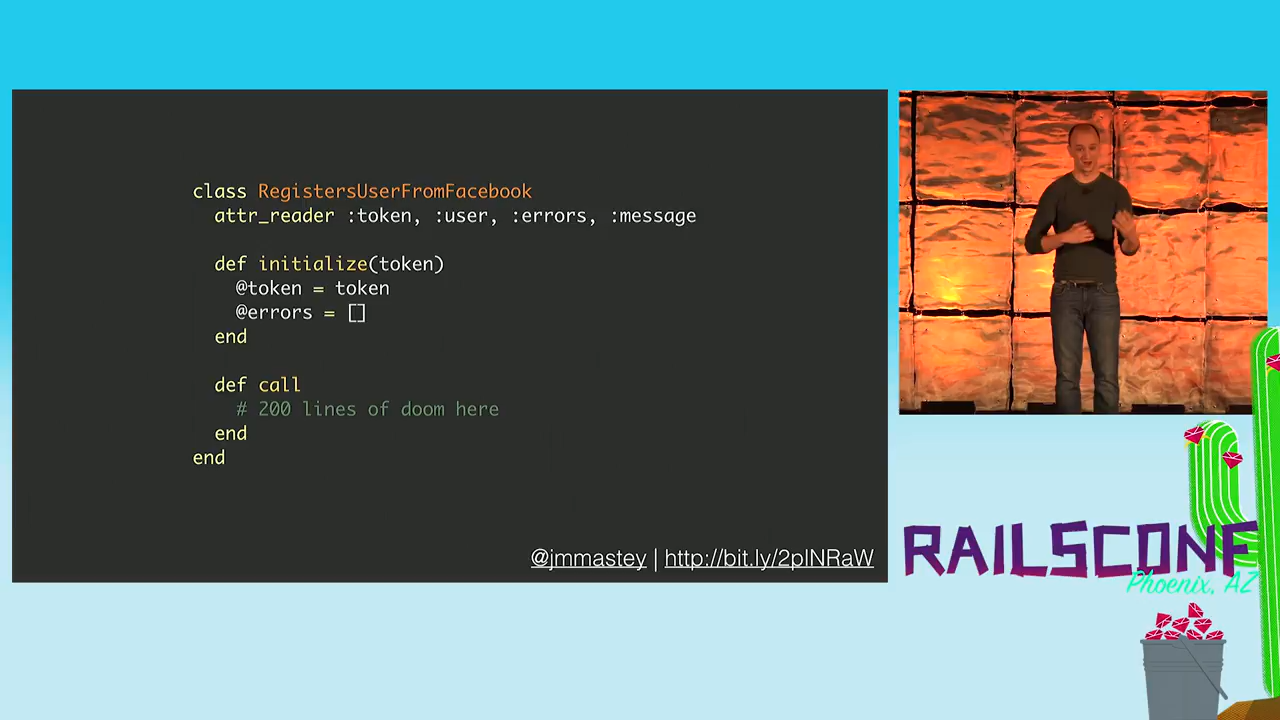 class RegistersUserFromFacebook
attr_reader :token, :user, :errors, :message
def initialize(token)
@token = token
@errors = []
end
def call
# 200 lines of doom here
end
end
@jmmastey | http://bit.ly/2pINRaW
RAILSCONF
Phoenix, AZ